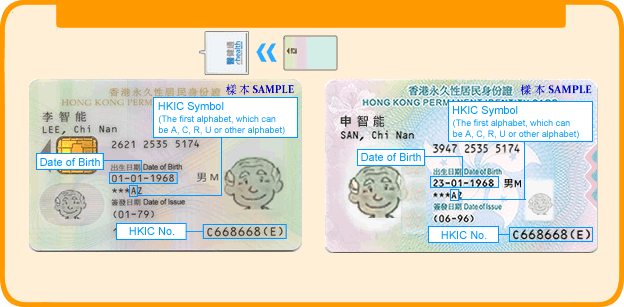 醫健通
eHealth
樣本 SAMPLE
香港永久性居民身份證
HONG KONG PERMANENT
李智能
LEE, Chi Nan
HKIC Symbol
(The first alphabet, which can
be A, C, R, U or other alphabet)
2621 2535 5174
Date of Birth
出生日期 Date of Birth
01-01-1968 男 M
***AZ
簽發日期 Date of Issue
(01-79)
HKIC No.
C668668(E)
樣本 SAMPLE
香港永久性居民身份證
HONG KONG PERMANENT IDENTITY CARD
申智能
SAN, Chi Nan
HKIC Symbol
(The first alphabet, which can
be A, C, R, U or other alphabet)
3947 2535 5174
Date of Birth
出生日期 Date of Birth
23-01-1968 男M
***AZ
簽發日期 Date of Issue
(06-96)
HKIC No.
C668668(E)